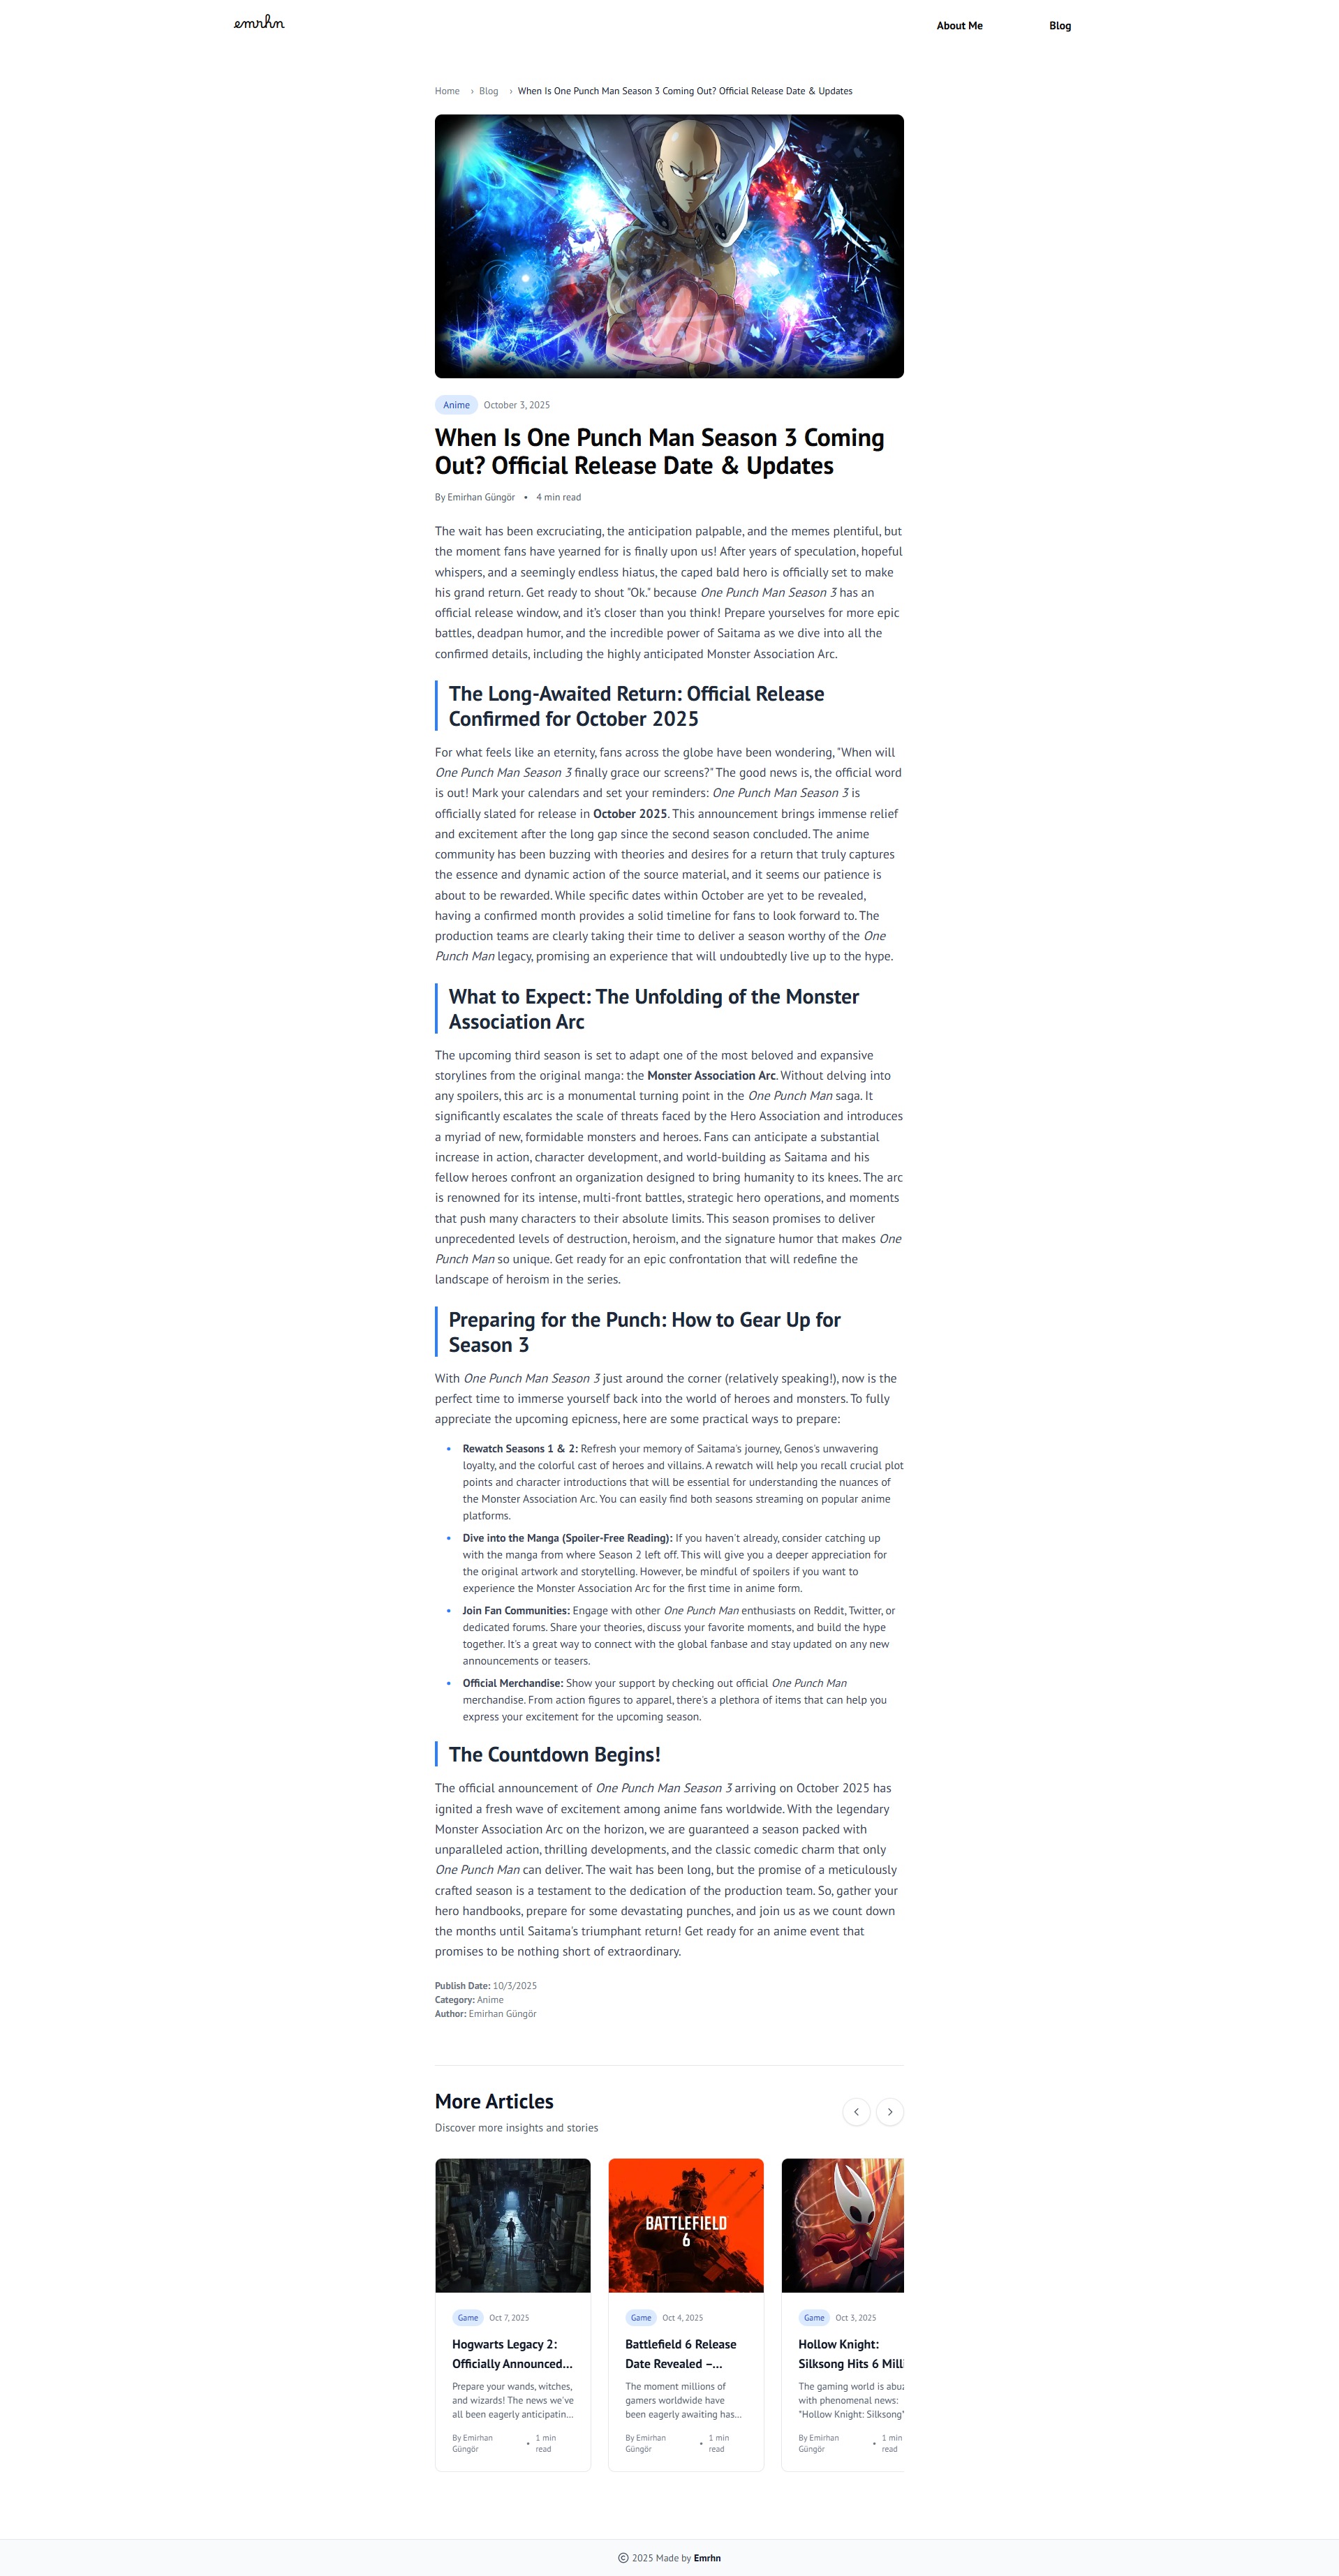 emrhn
About Me
Blog
Home › Blog › When Is One Punch Man Season 3 Coming Out? Official Release Date & Updates
Anime October 3, 2025
When Is One Punch Man Season 3 Coming
Out? Official Release Date & Updates
By Emirhan Güngör • 4 min read
The wait has been excruciating, the anticipation palpable, and the memes plentiful, but
the moment fans have yearned for is finally upon us! After years of speculation, hopeful
whispers, and a seemingly endless hiatus, the caped bald hero is officially set to make
his grand return. Get ready to shout "Ok." because One Punch Man Season 3 has an
official release window, and it's closer than you think! Prepare yourselves for more epic
battles, deadpan humor, and the incredible power of Saitama as we dive into all the
confirmed details, including the highly anticipated Monster Association Arc.
The Long-Awaited Return: Official Release
Confirmed for October 2025
For what feels like an eternity, fans across the globe have been wondering, "When will
One Punch Man Season 3 finally grace our screens?" The good news is, the official word
is out! Mark your calendars and set your reminders: One Punch Man Season 3 is
officially slated for release in October 2025. This announcement brings immense relief
and excitement after the long gap since the second season concluded. The anime
community has been buzzing with theories and desires for a return that truly captures
the essence and dynamic action of the source material, and it seems our patience is
about to be rewarded. While specific dates within October are yet to be revealed,
having a confirmed month provides a solid timeline for fans to look forward to. The
production teams are clearly taking their time to deliver a season worthy of the One
Punch Man legacy, promising an experience that will undoubtedly live up to the hype.
What to Expect: The Unfolding of the Monster
Association Arc
The upcoming third season is set to adapt one of the most beloved and expansive
storylines from the original manga: the Monster Association Arc. Without delving into
any spoilers, this arc is a monumental turning point in the One Punch Man saga. It
significantly escalates the scale of threats faced by the Hero Association and introduces
a myriad of new, formidable monsters and heroes. Fans can anticipate a substantial
increase in action, character development, and world-building as Saitama and his
fellow heroes confront an organization designed to bring humanity to its knees. The arc
is renowned for its intense, multi-front battles, strategic hero operations, and moments
that push many characters to their absolute limits. This season promises to deliver
unprecedented levels of destruction, heroism, and the signature humor that makes One
Punch Man so unique. Get ready for an epic confrontation that will redefine the
landscape of heroism in the series.
Preparing for the Punch: How to Gear Up for
Season 3
With One Punch Man Season 3 just around the corner (relatively speaking!), now is the
perfect time to immerse yourself back into the world of heroes and monsters. To fully
appreciate the upcoming epicness, here are some practical ways to prepare:
• Rewatch Seasons 1 & 2: Refresh your memory of Saitama's journey, Genos's unwavering
loyalty, and the colorful cast of heroes and villains. A rewatch will help you recall crucial plot
points and character introductions that will be essential for understanding the nuances of
the Monster Association Arc. You can easily find both seasons streaming on popular anime
platforms.
• Dive into the Manga (Spoiler-Free Reading): If you haven't already, consider catching up
with the manga from where Season 2 left off. This will give you a deeper appreciation for
the original artwork and storytelling. However, be mindful of spoilers if you want to
experience the Monster Association Arc for the first time in anime form.
• Join Fan Communities: Engage with other One Punch Man enthusiasts on Reddit, Twitter, or
dedicated forums. Share your theories, discuss your favorite moments, and build the hype
together. It's a great way to connect with the global fanbase and stay updated on any new
announcements or teasers.
• Official Merchandise: Show your support by checking out official One Punch Man
merchandise. From action figures to apparel, there's a plethora of items that can help you
express your excitement for the upcoming season.
The Countdown Begins!
The official announcement of One Punch Man Season 3 arriving on October 2025 has
ignited a fresh wave of excitement among anime fans worldwide. With the legendary
Monster Association Arc on the horizon, we are guaranteed a season packed with
unparalleled action, thrilling developments, and the classic comedic charm that only
One Punch Man can deliver. The wait has been long, but the promise of a meticulously
crafted season is a testament to the dedication of the production team. So, gather your
hero handbooks, prepare for some devastating punches, and join us as we count down
the months until Saitama's triumphant return! Get ready for an anime event that
promises to be nothing short of extraordinary.
Publish Date: 10/3/2025
Category: Anime
Author: Emirhan Güngör
More Articles
Discover more insights and stories
Game Oct 7, 2025
Hogwarts Legacy 2:
Officially Announced...
Prepare your wands, witches,
and wizards! The news we've
all been eagerly anticipatin...
By Emirhan
Güngör
• 1 min
read
BATTLEFIELD
6
Game Oct 4, 2025
Battlefield 6 Release
Date Revealed –...
The moment millions of
gamers worldwide have
been eagerly awaiting has...
By Emirhan
Güngör
• 1 min
read
Game Oct 3, 2025
Hollow Knight:
Silksong Hits 6 Milli
The gaming world is abuz
with phenomenal news:
"Hollow Knight: Silksong"
By Emirhan
Güngör
• 1 min
read
© 2025 Made by Emrhn